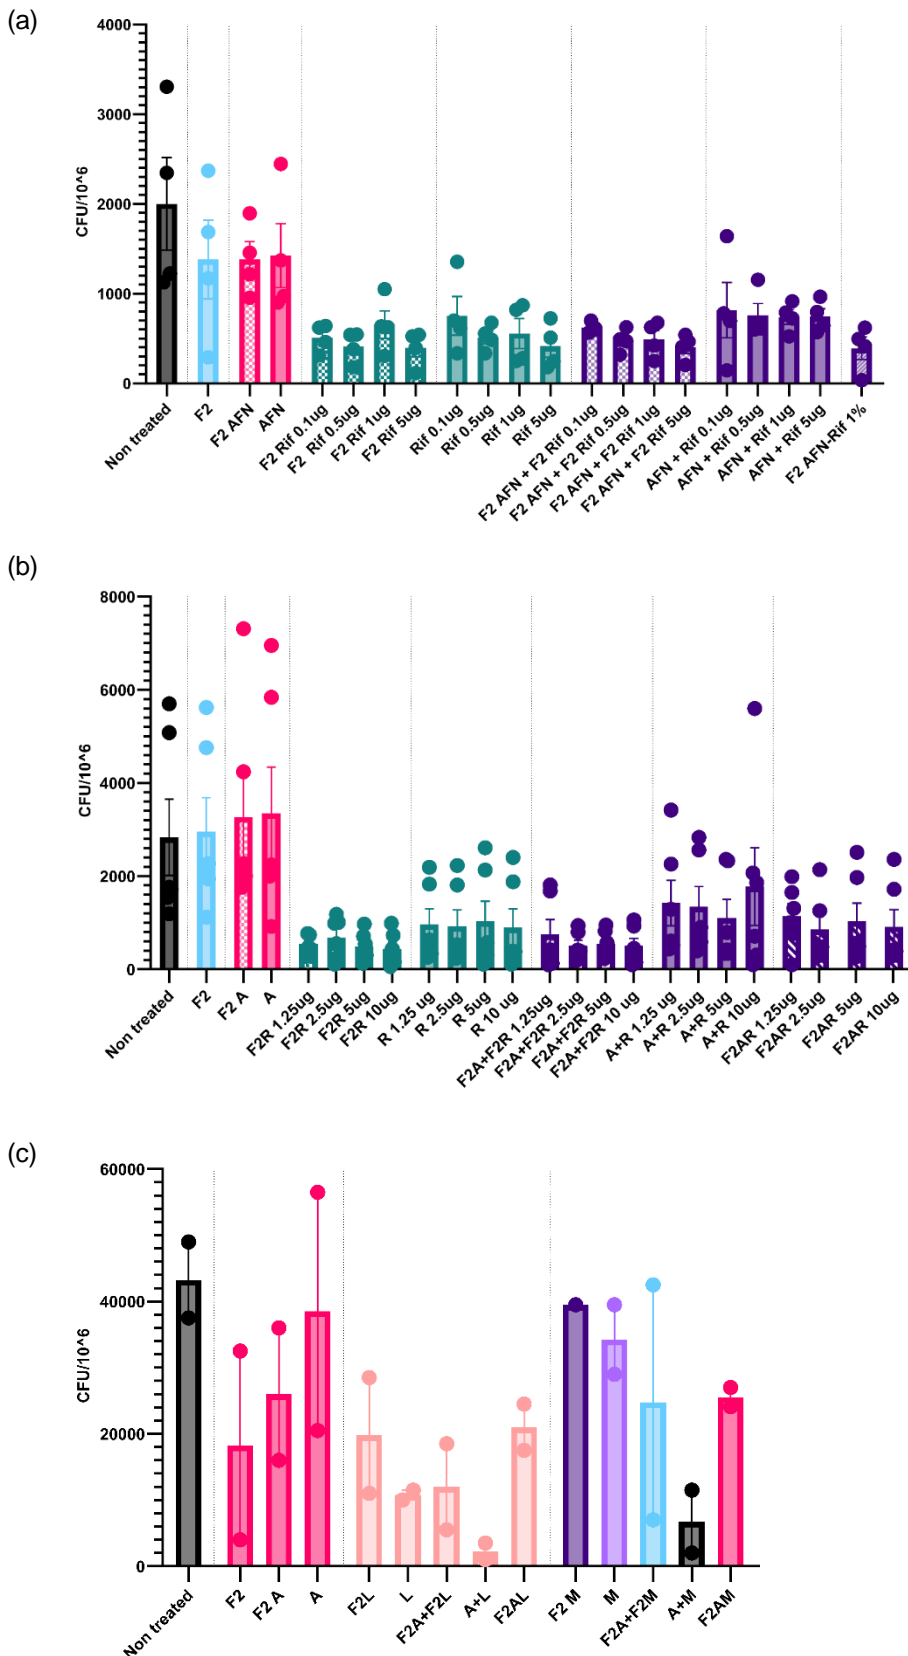 (a)
4000
3000
2000
1000
0
CFU/10^6
Non treated
F2
F2 AFN
AFN
F2 Rif 0.1ug
F2 Rif 0.5ug
F2 Rif 1ug
F2 Rif 5ug
Rif 0.1ug
Rif 0.5ug
Rif 1ug
Rif 5ug
F2 AFN + F2 Rif 0.1ug
F2 AFN + F2 Rif 0.5ug
F2 AFN + F2 Rif 1ug
F2 AFN + F2 Rif 5ug
AFN + Rif 0.1ug
AFN + Rif 0.5ug
AFN + Rif 1ug
AFN + Rif 5ug
F2 AFN-Rif 1%
(b)
8000
6000
4000
2000
0
CFU/10^6
Non treated
F2
F2 A
A
F2R 1.25ug
F2R 2.5ug
F2R 5ug
F2R 10ug
R 1.25 ug
R 2.5ug
R 5ug
R 10 ug
F2A+F2R 1.25ug
F2A+F2R 2.5ug
F2A+F2R 5ug
F2A+F2R 10 ug
A+R 1.25 ug
A+R 2.5ug
A+R 5ug
A+R 10ug
F2AR 1.25ug
F2AR 2.5ug
F2AR 5ug
F2AR 10ug
(c)
60000
40000
20000
0
CFU/10^6
Non treated
F2
F2 A
A
F2L
L
F2A+F2L
A+L
F2AL
F2 M
M
F2A+F2M
A+M
F2AM